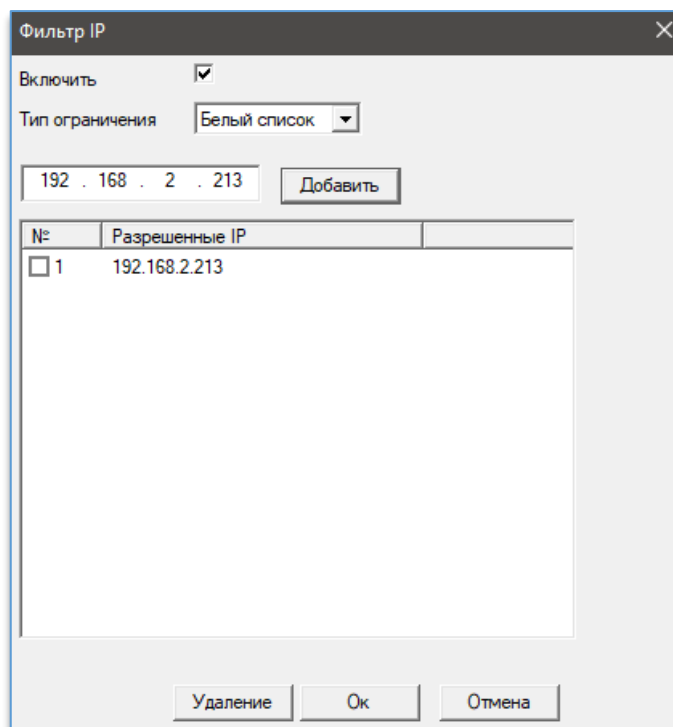 Фильтр IP
Включить
Тип ограничения Белый список
192 . 168 . 2 . 213 Добавить
№ Разрешенные IP
1 192.168.2.213
Удаление Ок Отмена